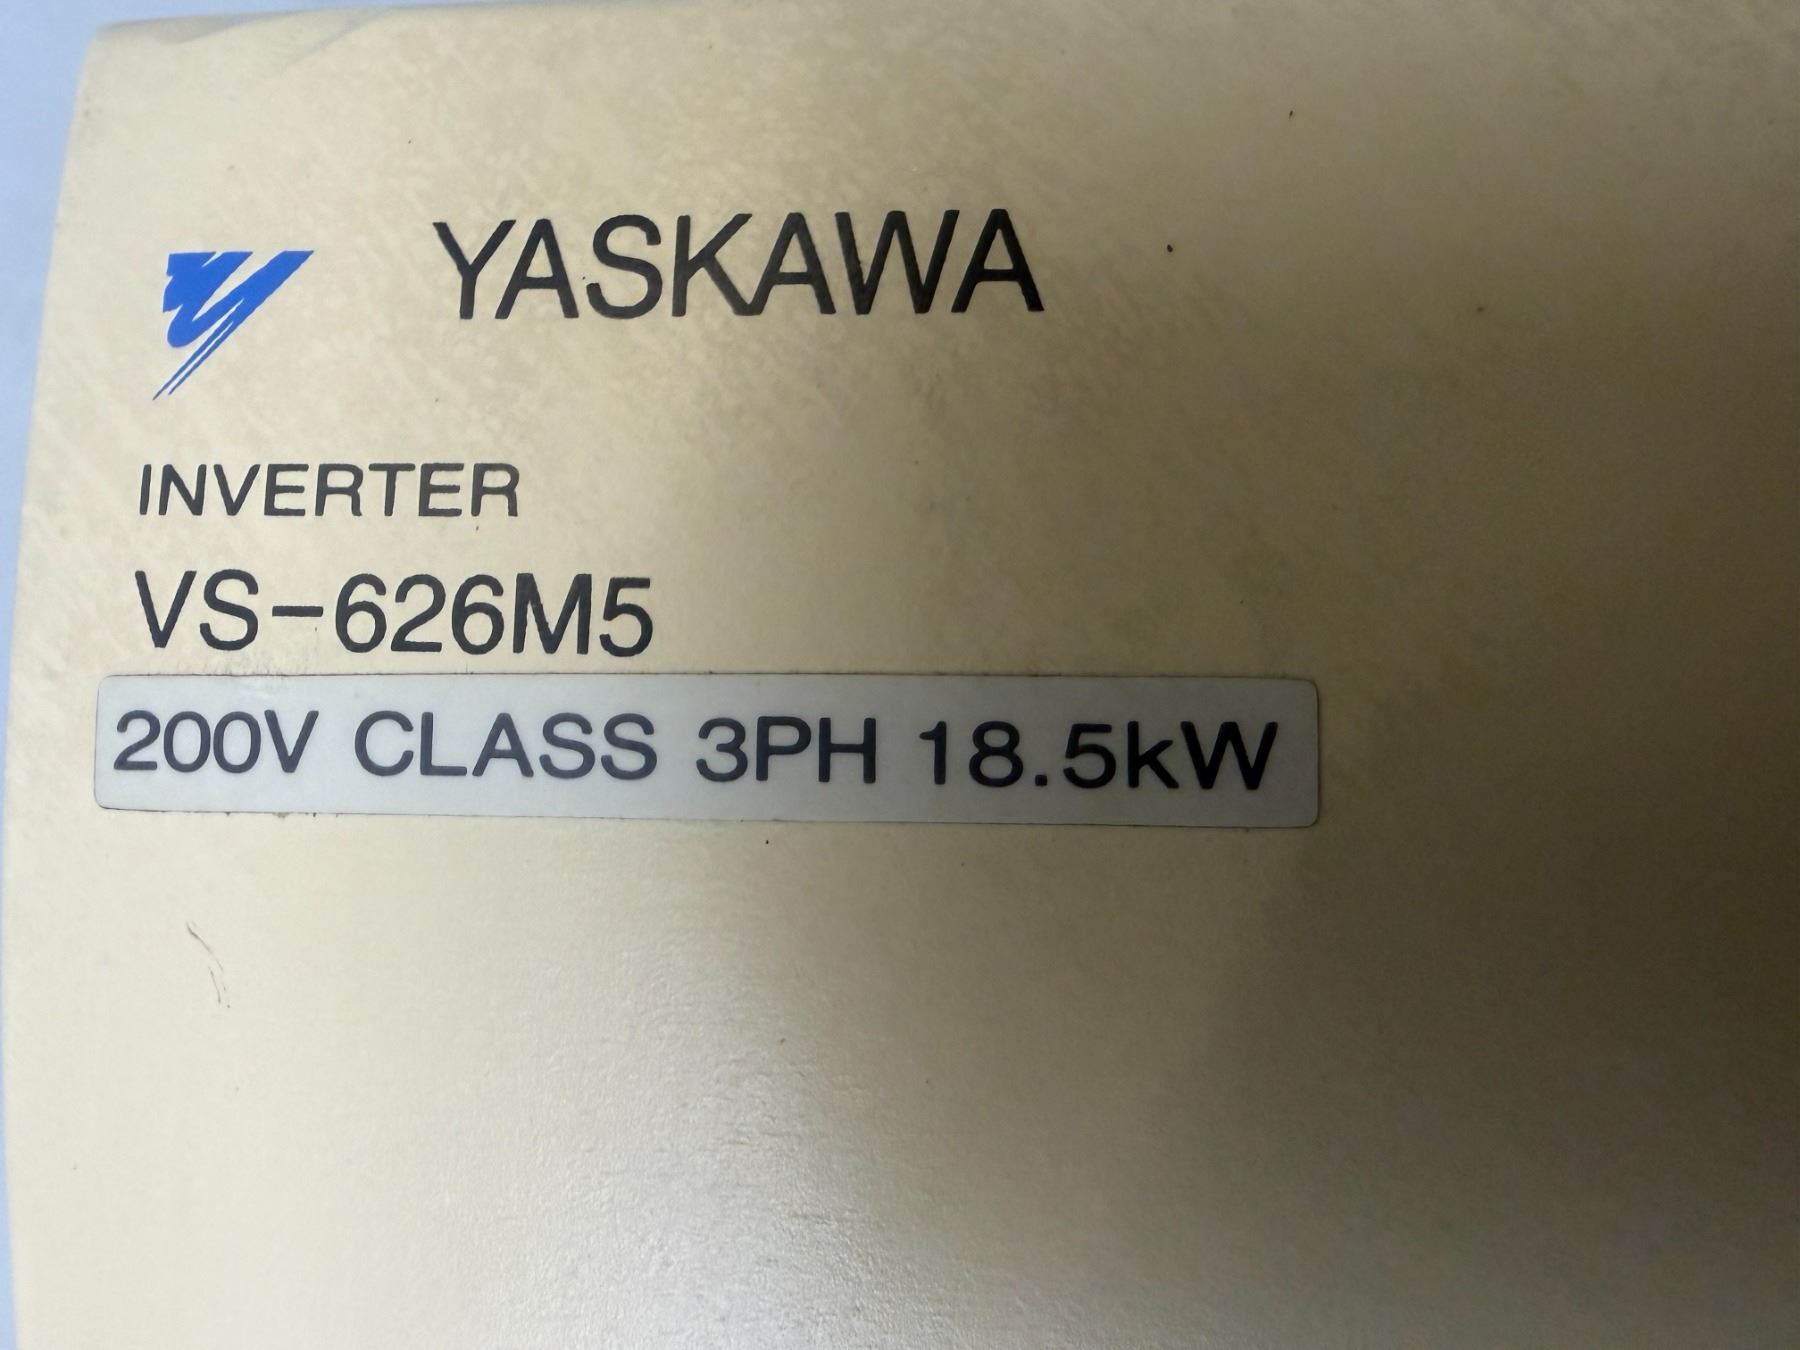 YASKAWA
INVERTER
VS-626M5
200V CLASS 3PH 18.5kW